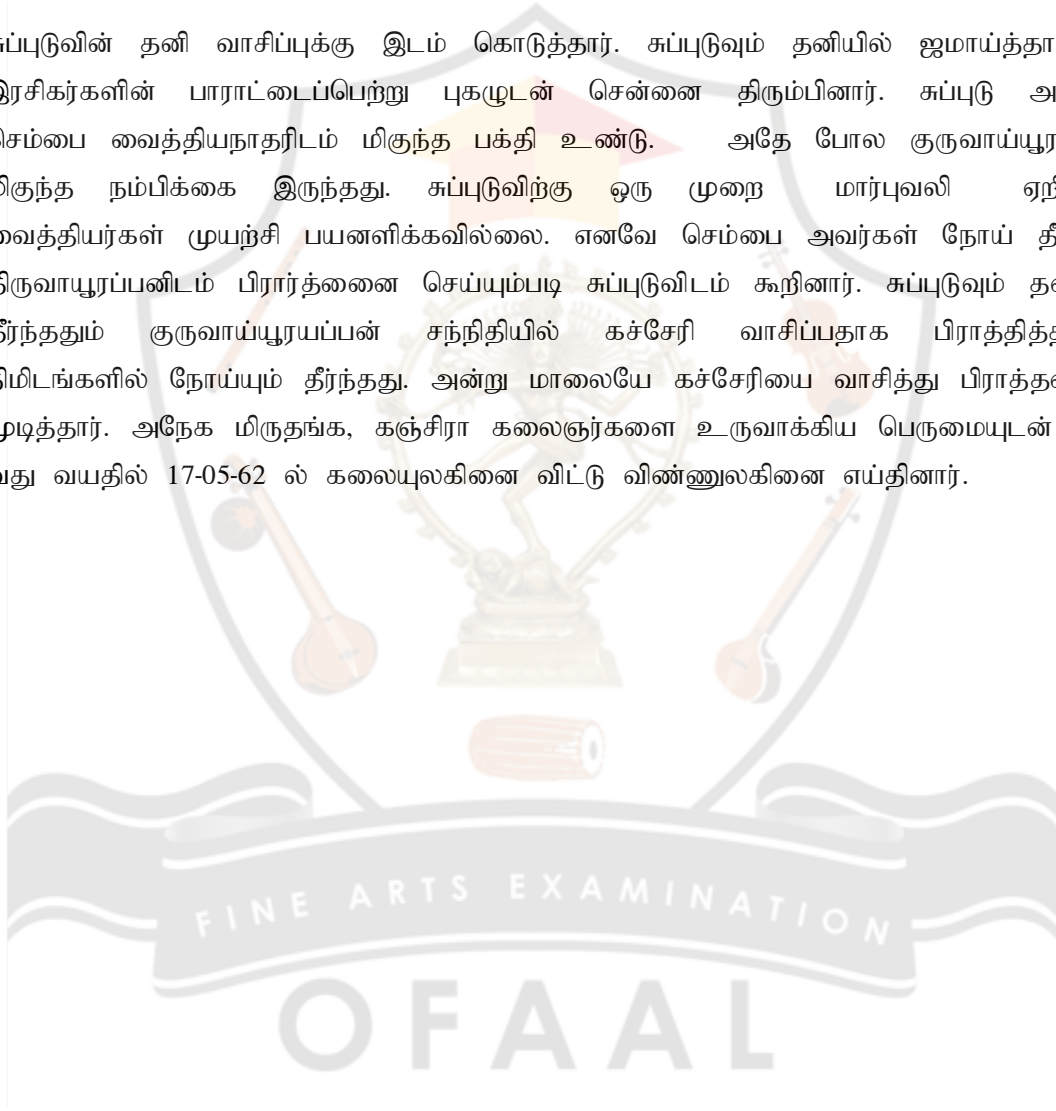 சுப்புடுவின் தனி வாசிப்புக்கு இடம் கொடுத்தார். சுப்புடுவும் தனியில் ஜமாய்த்தா
இரசிகர்களின் பாராட்டைப்பெற்று புகழுடன் சென்னை திரும்பினார். சுப்புடு அ
செம்பை வைத்தியநாதரிடம் மிகுந்த பக்தி உண்டு. அதே போல குருவாய்யூர
மிகுந்த நம்பிக்கை இருந்தது. சுப்புடுவிற்கு ஒரு முறை மார்புவலி ஏறி
வைத்தியர்கள் முயற்சி பயனளிக்கவில்லை. எனவே செம்பை அவர்கள் நோய் தீ
திருவாயூரப்பனிடம் பிரார்த்னை செய்யும்படி சுப்புடுவிடம் கூறினார். சுப்புடுவும் தன
தீர்ந்ததும் குருவாய்யூரயப்பன் சந்நிதியில் கச்சேரி வாசிப்பதாக பிராத்தித்த
நிமிடங்களில் நோய்யும் தீர்ந்தது. அன்று மாலையே கச்சேரியை வாசித்து பிராத்தன
முடித்தார். அநேக மிருதங்க, கஞ்சிரா கலைஞர்களை உருவாக்கிய பெருமையுடன்
வது வயதில் 17-05-62 ல் கலையுலகினை விட்டு விண்ணுலகினை எய்தினார்.
FINE ARTS EXAMINATION
OFAAL